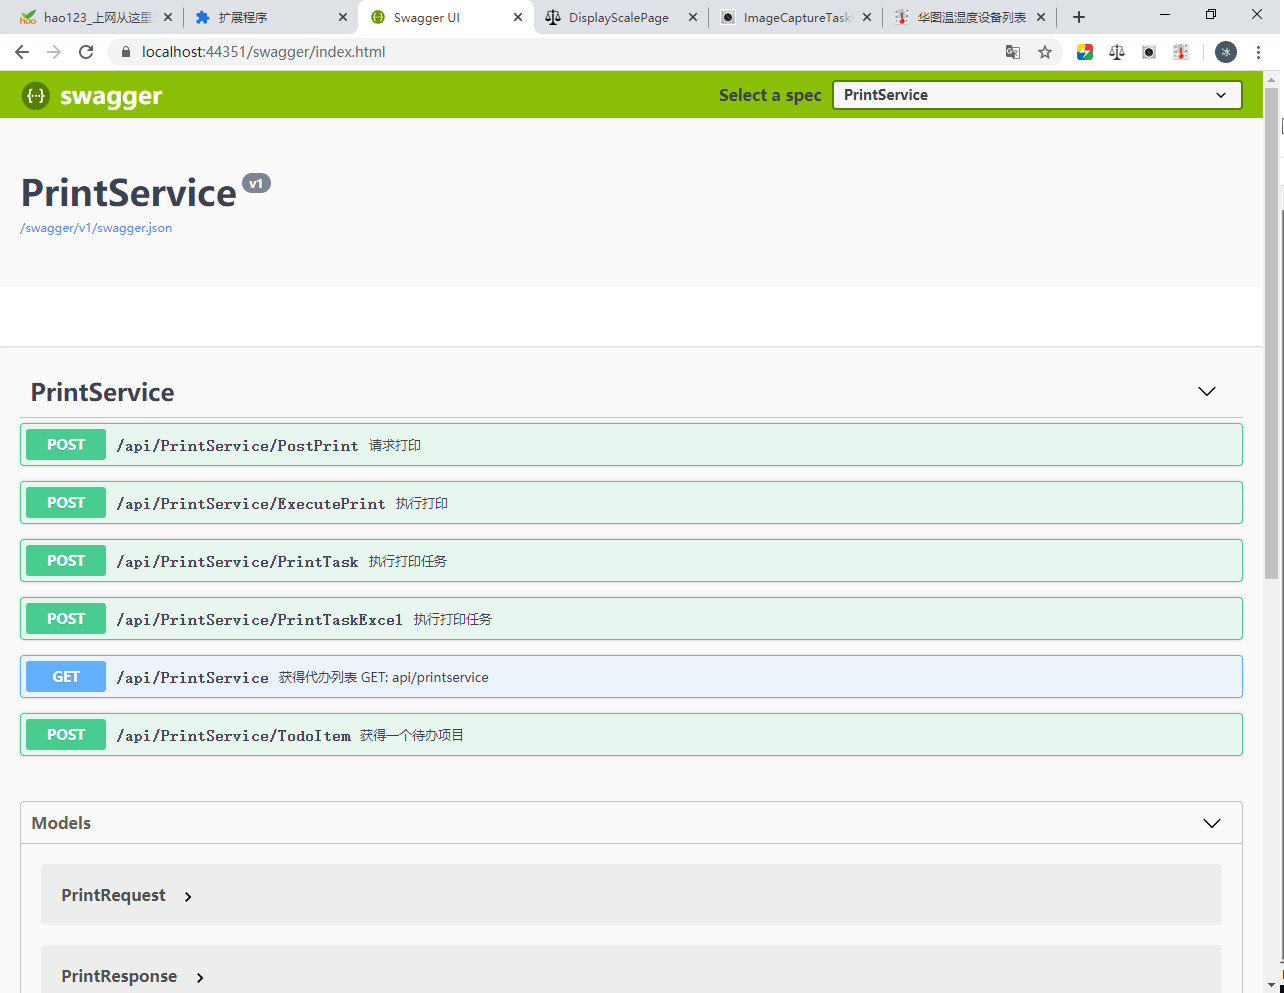 hao123_上网从这里
扩展程序
Swagger UI
DisplayScalePage
ImageCaptureTask
华图温湿度设备列表
localhost:44351/swagger/index.html
冰
swagger
Select a spec
PrintService
PrintService v1
/swagger/v1/swagger.json
PrintService
POST /api/PrintService/PostPrint 请求打印
POST /api/PrintService/ExecutePrint 执行打印
POST /api/PrintService/PrintTask 执行打印任务
POST /api/PrintService/PrintTaskExcel 执行打印任务
GET /api/PrintService 获得代办列表 GET: api/printservice
POST /api/PrintService/TodoItem 获得一个待办项目
Models
PrintRequest
PrintResponse